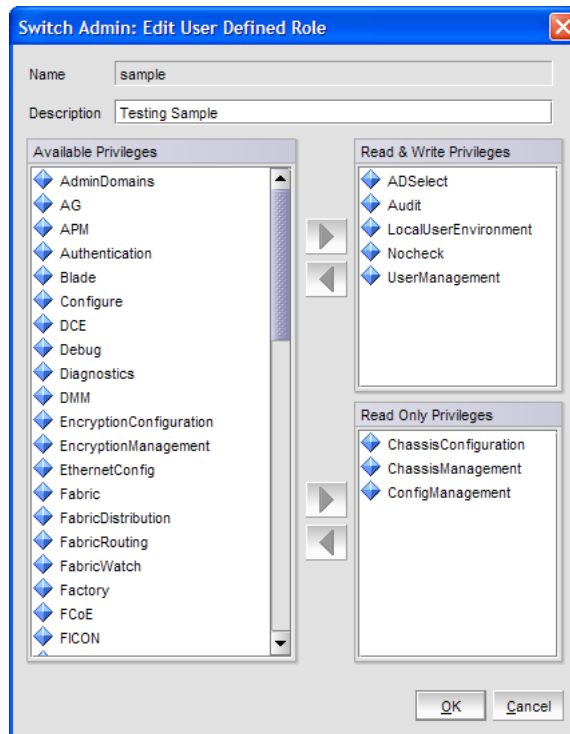 Switch Admin: Edit User Defined Role
Name sample
Description Testing Sample
Available Privileges
AdminDomains
AG
APM
Authentication
Blade
Configure
DCE
Debug
Diagnostics
DMM
EncryptionConfiguration
EncryptionManagement
EthernetConfig
Fabric
FabricDistribution
FabricRouting
FabricWatch
Factory
FCoE
FICON
Read & Write Privileges
ADSelect
Audit
LocalUserEnvironment
Nocheck
UserManagement
Read Only Privileges
ChassisConfiguration
ChassisManagement
ConfigManagement
OK Cancel